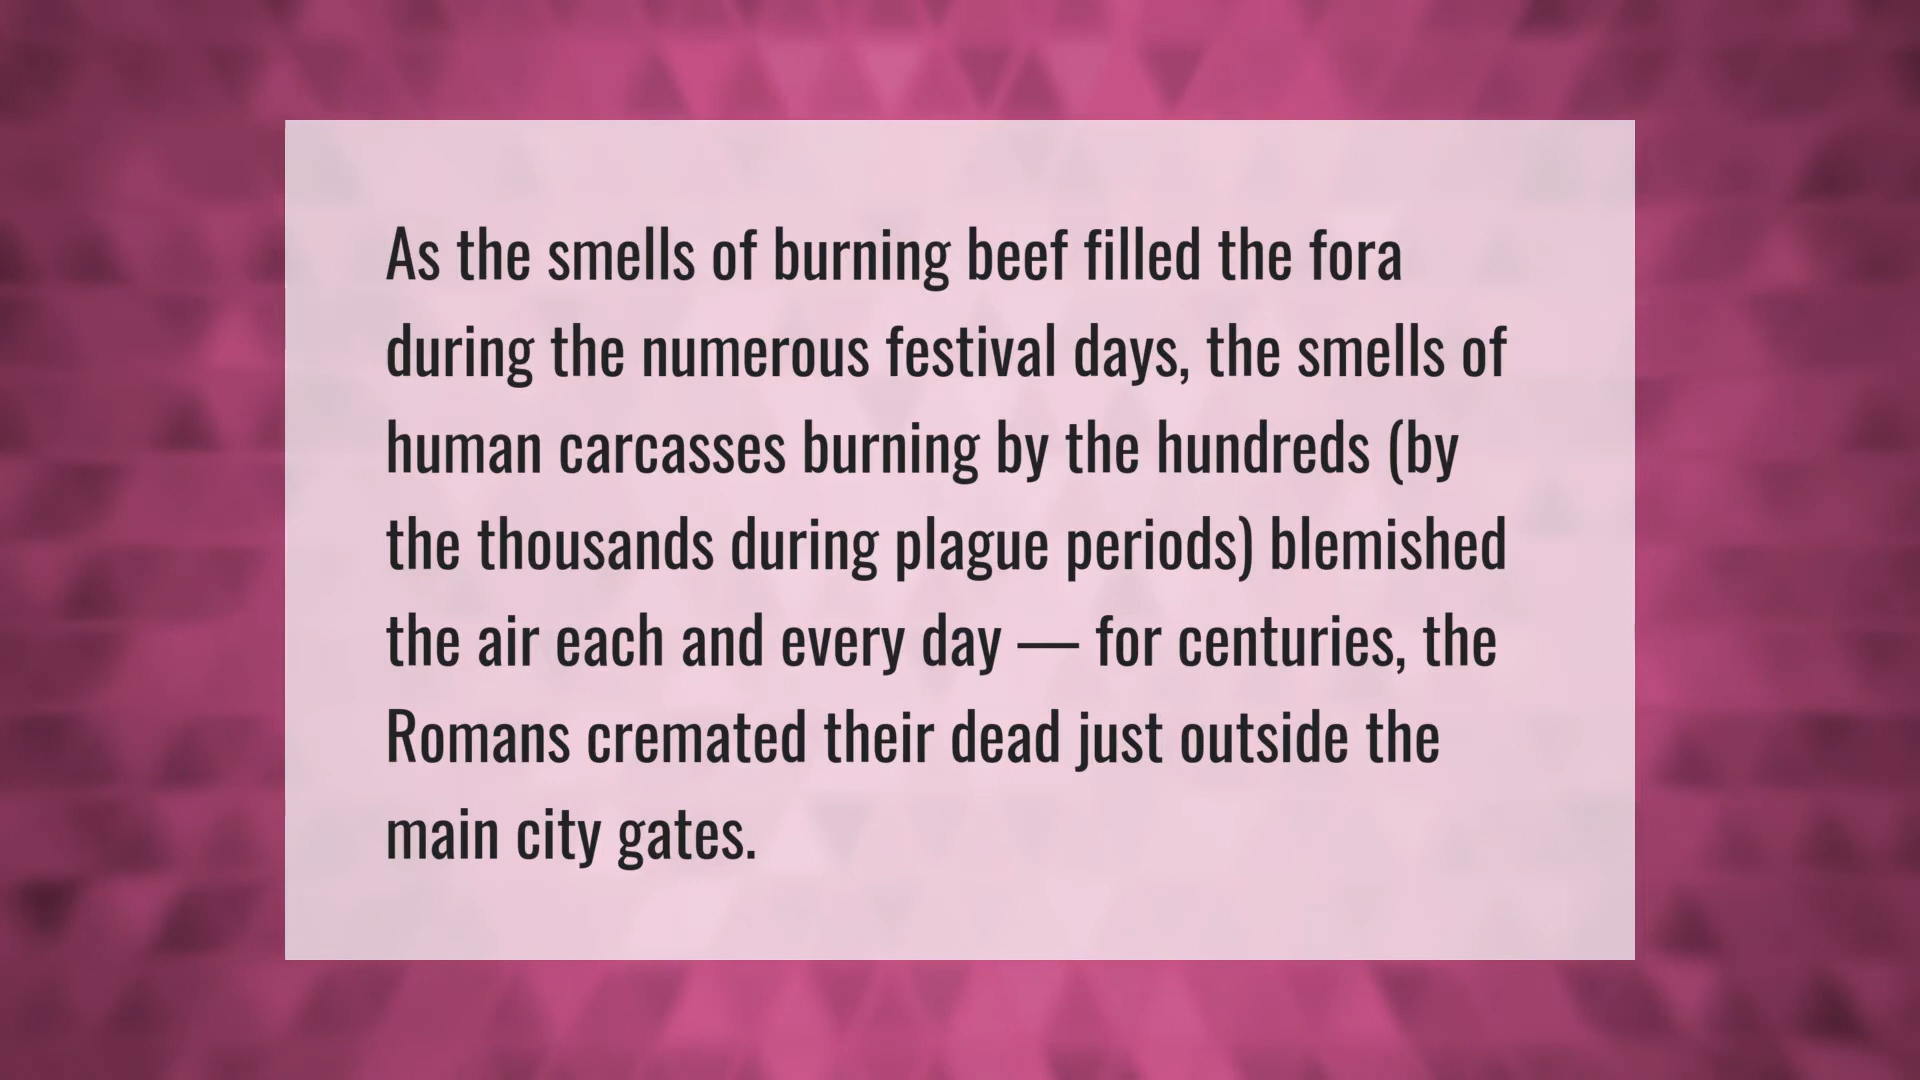 As the smells of burning beef filled the fora
during the numerous festival days, the smells of
human carcasses burning by the hundreds (by
the thousands during plague periods) blemished
the air each and every day — for centuries, the
Romans cremated their dead just outside the
main city gates.